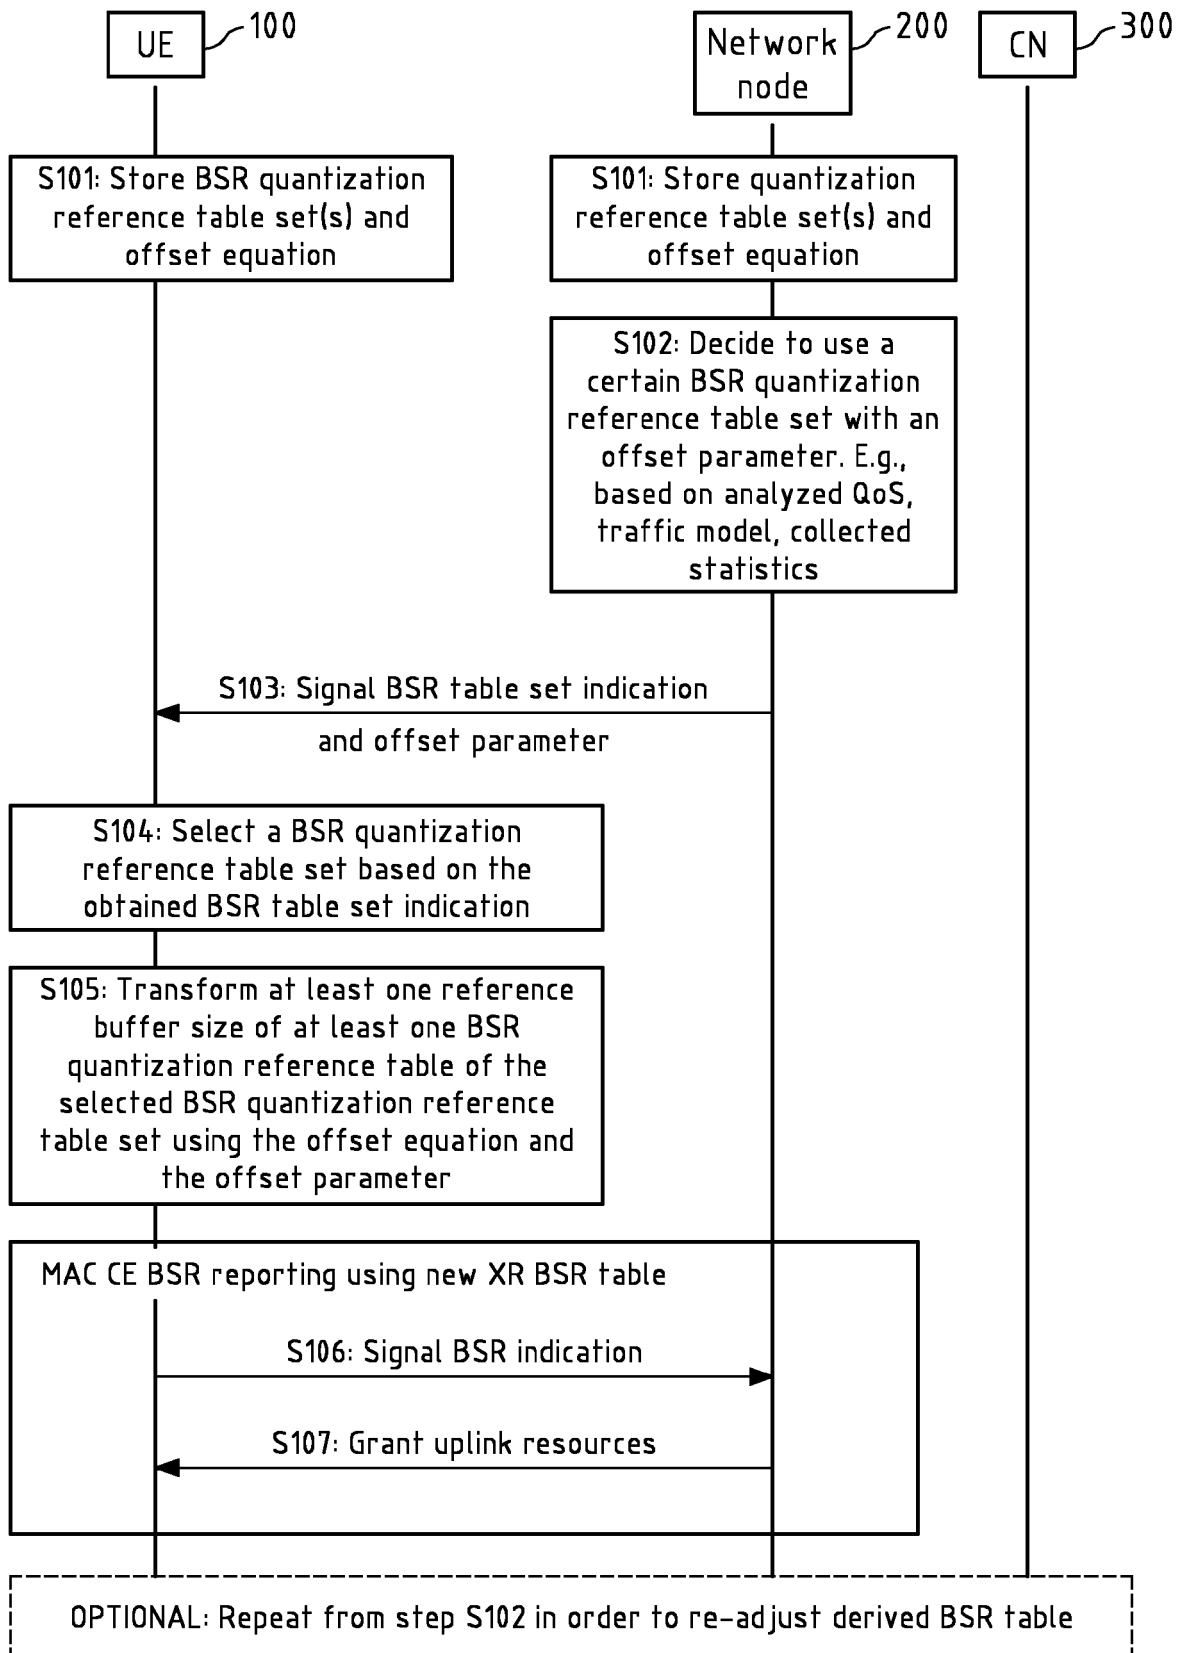 UE
100
Network
node
200
CN
300
S101: Store BSR quantization
reference table set(s) and
offset equation
S101: Store quantization
reference table set(s) and
offset equation
S102: Decide to use a
certain BSR quantization
reference table set with an
offset parameter. E.g.,
based on analyzed QoS,
traffic model, collected
statistics
S103: Signal BSR table set indication
and offset parameter
S104: Select a BSR quantization
reference table set based on the
obtained BSR table set indication
S105: Transform at least one reference
buffer size of at least one BSR
quantization reference table of the
selected BSR quantization reference
table set using the offset equation and
the offset parameter
MAC CE BSR reporting using new XR BSR table
S106: Signal BSR indication
S107: Grant uplink resources
OPTIONAL: Repeat from step S102 in order to re-adjust derived BSR table